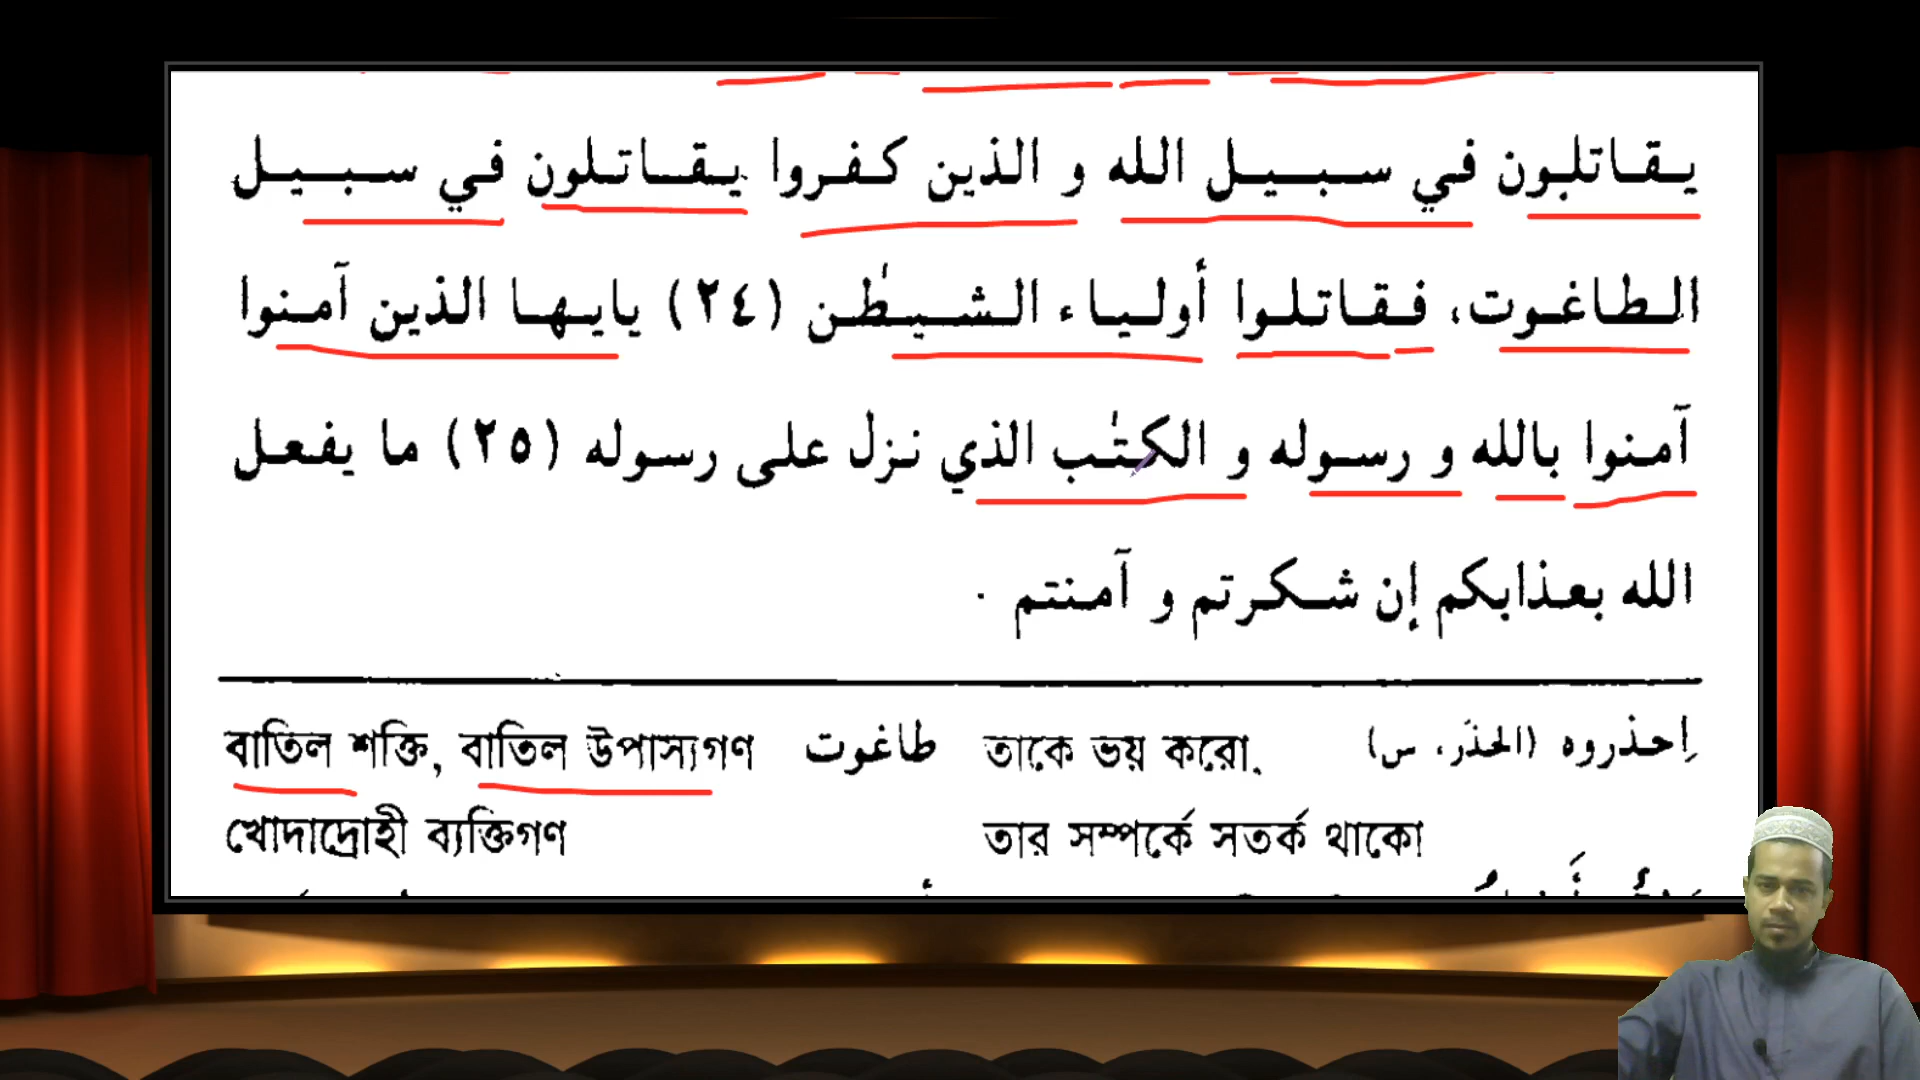 يقاتلون في سبيل الله و الذين كفروا يقاتلون في سبيل
الطاغوت، فقاتلوا أولياء الشيطٰن (٢٤) يايها الذين آمنوا
آمنوا بالله و رسوله و الكتٰب الذي نزل على رسوله (٢٥) ما يفعل
الله بعذابكم إن شكرتم و آمنتم ·
اِحذروه (الحذَر، س) তাকে ভয় করো. طاغوت বাতিল শক্তি, বাতিল উপাস্যগণ
তার সম্পর্কে সতর্ক থাকো খোদাদ্রোহী ব্যক্তিগণ